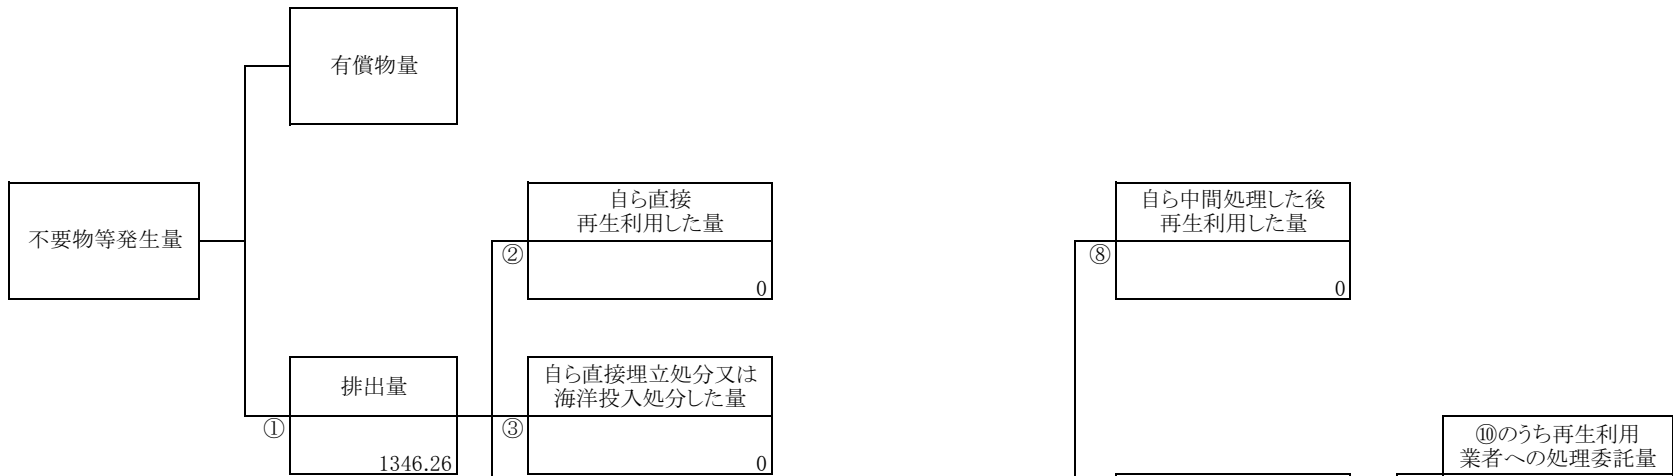 有償物量
不要物等発生量
自ら直接
再生利用した量
②
0
自ら中間処理した後
再生利用した量
⑧
0
排出量
①
1346.26
自ら直接埋立処分又は
海洋投入処分した量
③
0
⑩のうち再生利用
業者への処理委託量